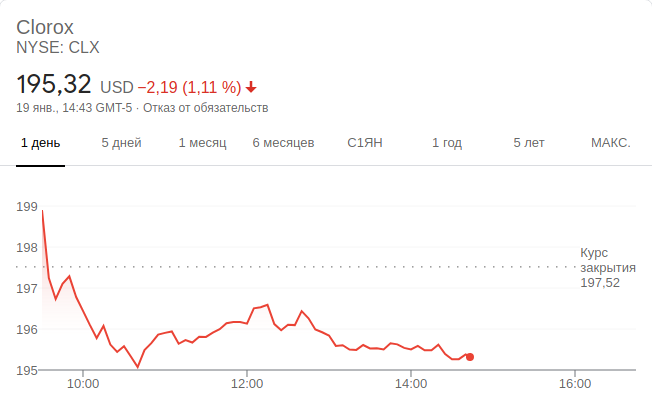 Clorox
NYSE: CLX
195,32 USD −2,19 (1,11 %)
19 янв., 14:43 GMT-5 · Отказ от обязательств
1 день 5 дней 1 месяц 6 месяцев С1ЯН 1 год 5 лет МАКС.
199
198
Курс
закрытия
197,52
197
196
195
10:00 12:00 14:00 16:00